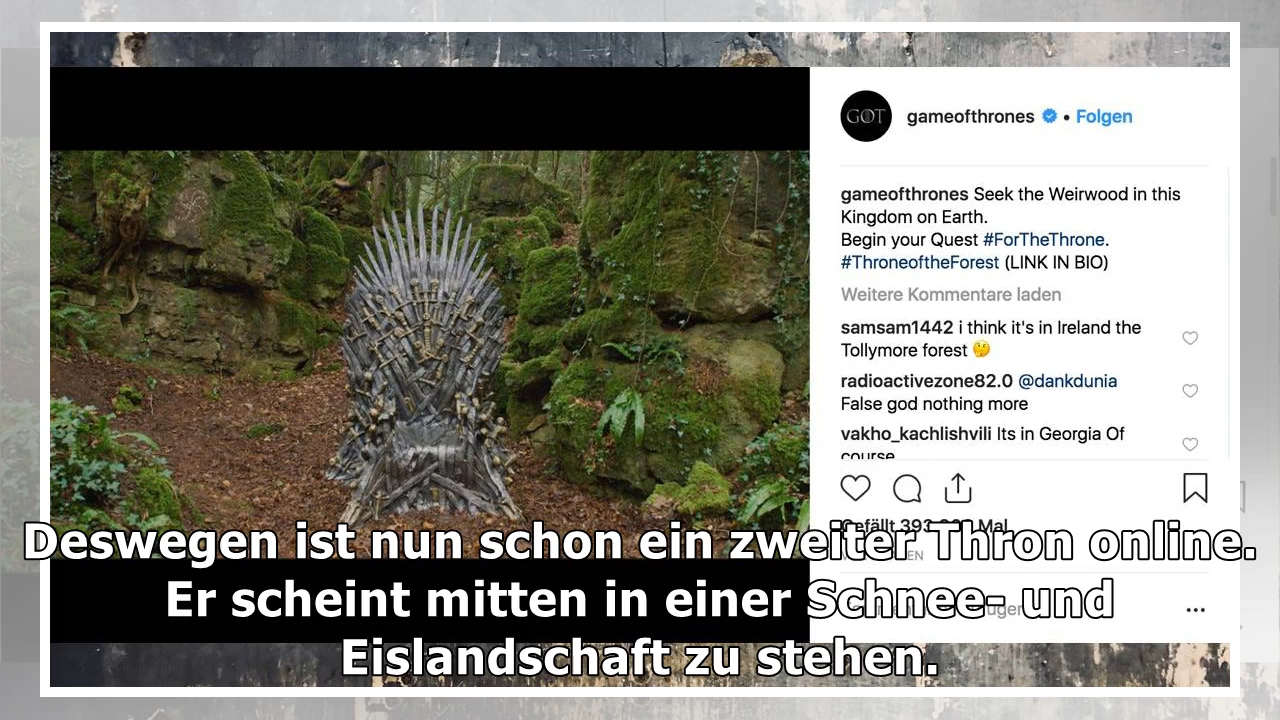 GOT
gameofthrones • Folgen
gameofthrones Seek the Weirwood in this
Kingdom on Earth.
Begin your Quest #ForTheThrone.
#ThroneoftheForest (LINK IN BIO)
Weitere Kommentare laden
samsam1442 i think it's in Ireland the
Tollymore forest 🤔
radioactivezone82.0 @dankdunia
False god nothing more
vakho_kachlishvili Its in Georgia Of
course
Gefällt Mal
Deswegen ist nun schon ein zweiter Thron online.
Er scheint mitten in einer Schnee- und
Eislandschaft zu stehen.